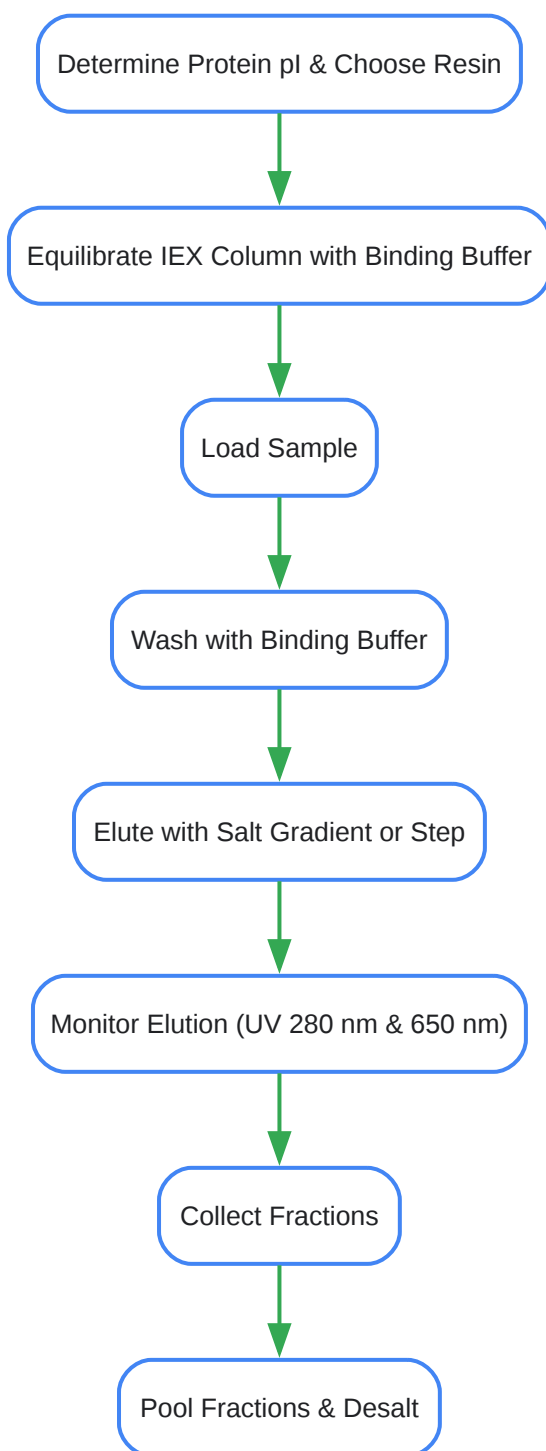 Determine Protein pI & Choose Resin
Equilibrate IEX Column with Binding Buffer
Load Sample
Wash with Binding Buffer
Elute with Salt Gradient or Step
Monitor Elution (UV 280 nm & 650 nm)
Collect Fractions
Pool Fractions & Desalt